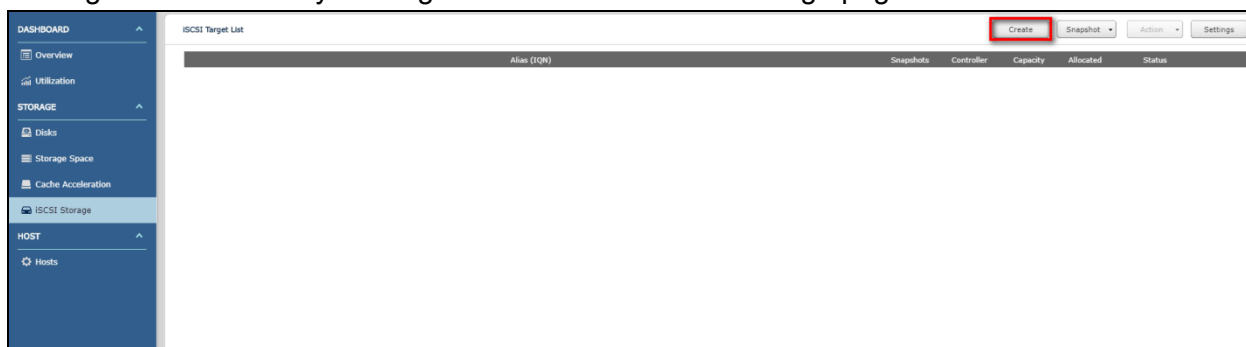 DASHBOARD
Overview
Utilization
STORAGE
Disks
Storage Space
Cache Acceleration
iSCSI Storage
HOST
Hosts
iSCSI Target List
Create
Snapshot
Action
Settings
Alias (IQN) Snapshots Controller Capacity Allocated Status